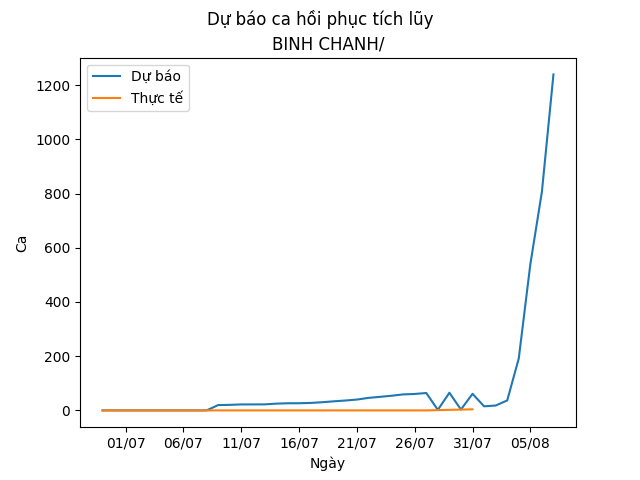 Dự báo ca hồi phục tích lũy
BINH CHANH/
Dự báo
Thực tế
1200
1000
800
600
400
200
0
Ca
01/07 06/07 11/07 16/07 21/07 26/07 31/07 05/08
Ngày